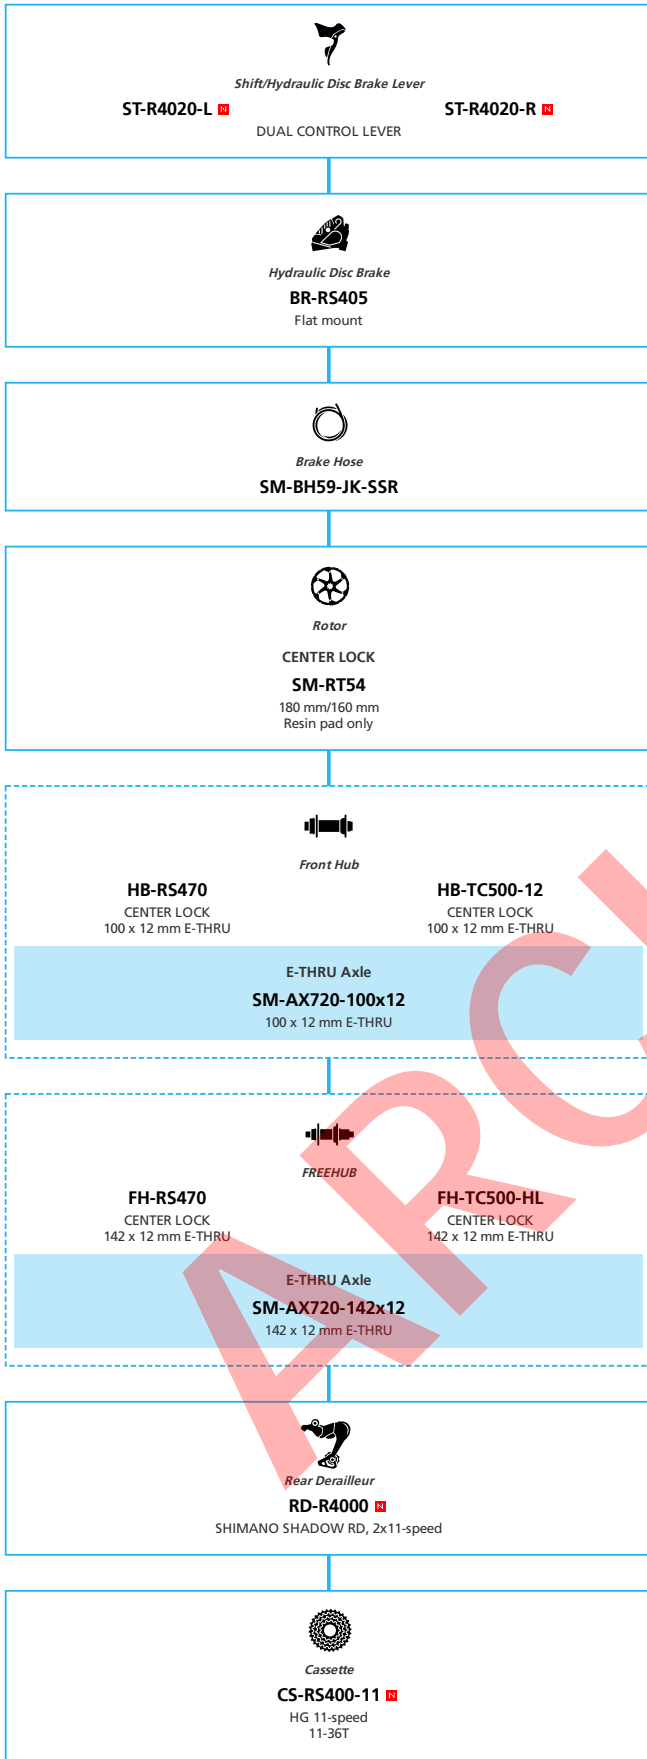 Shift/Hydraulic Disc Brake Lever
ST-R4020-L N ST-R4020-R N
DUAL CONTROL LEVER
Hydraulic Disc Brake
BR-RS405
Flat mount
Brake Hose
SM-BH59-JK-SSR
Rotor
CENTER LOCK
SM-RT54
180 mm/160 mm
Resin pad only
Front Hub
HB-RS470 HB-TC500-12
CENTER LOCK CENTER LOCK
100 x 12 mm E-THRU 100 x 12 mm E-THRU
E-THRU Axle
SM-AX720-100x12
100 x 12 mm E-THRU
FREEHUB
FH-RS470 FH-TC500-HL
CENTER LOCK CENTER LOCK
142 x 12 mm E-THRU 142 x 12 mm E-THRU
E-THRU Axle
SM-AX720-142x12
142 x 12 mm E-THRU
Rear Derailleur
RD-R4000 N
SHIMANO SHADOW RD, 2x11-speed
Cassette
CS-RS400-11 N
HG 11-speed
11-36T